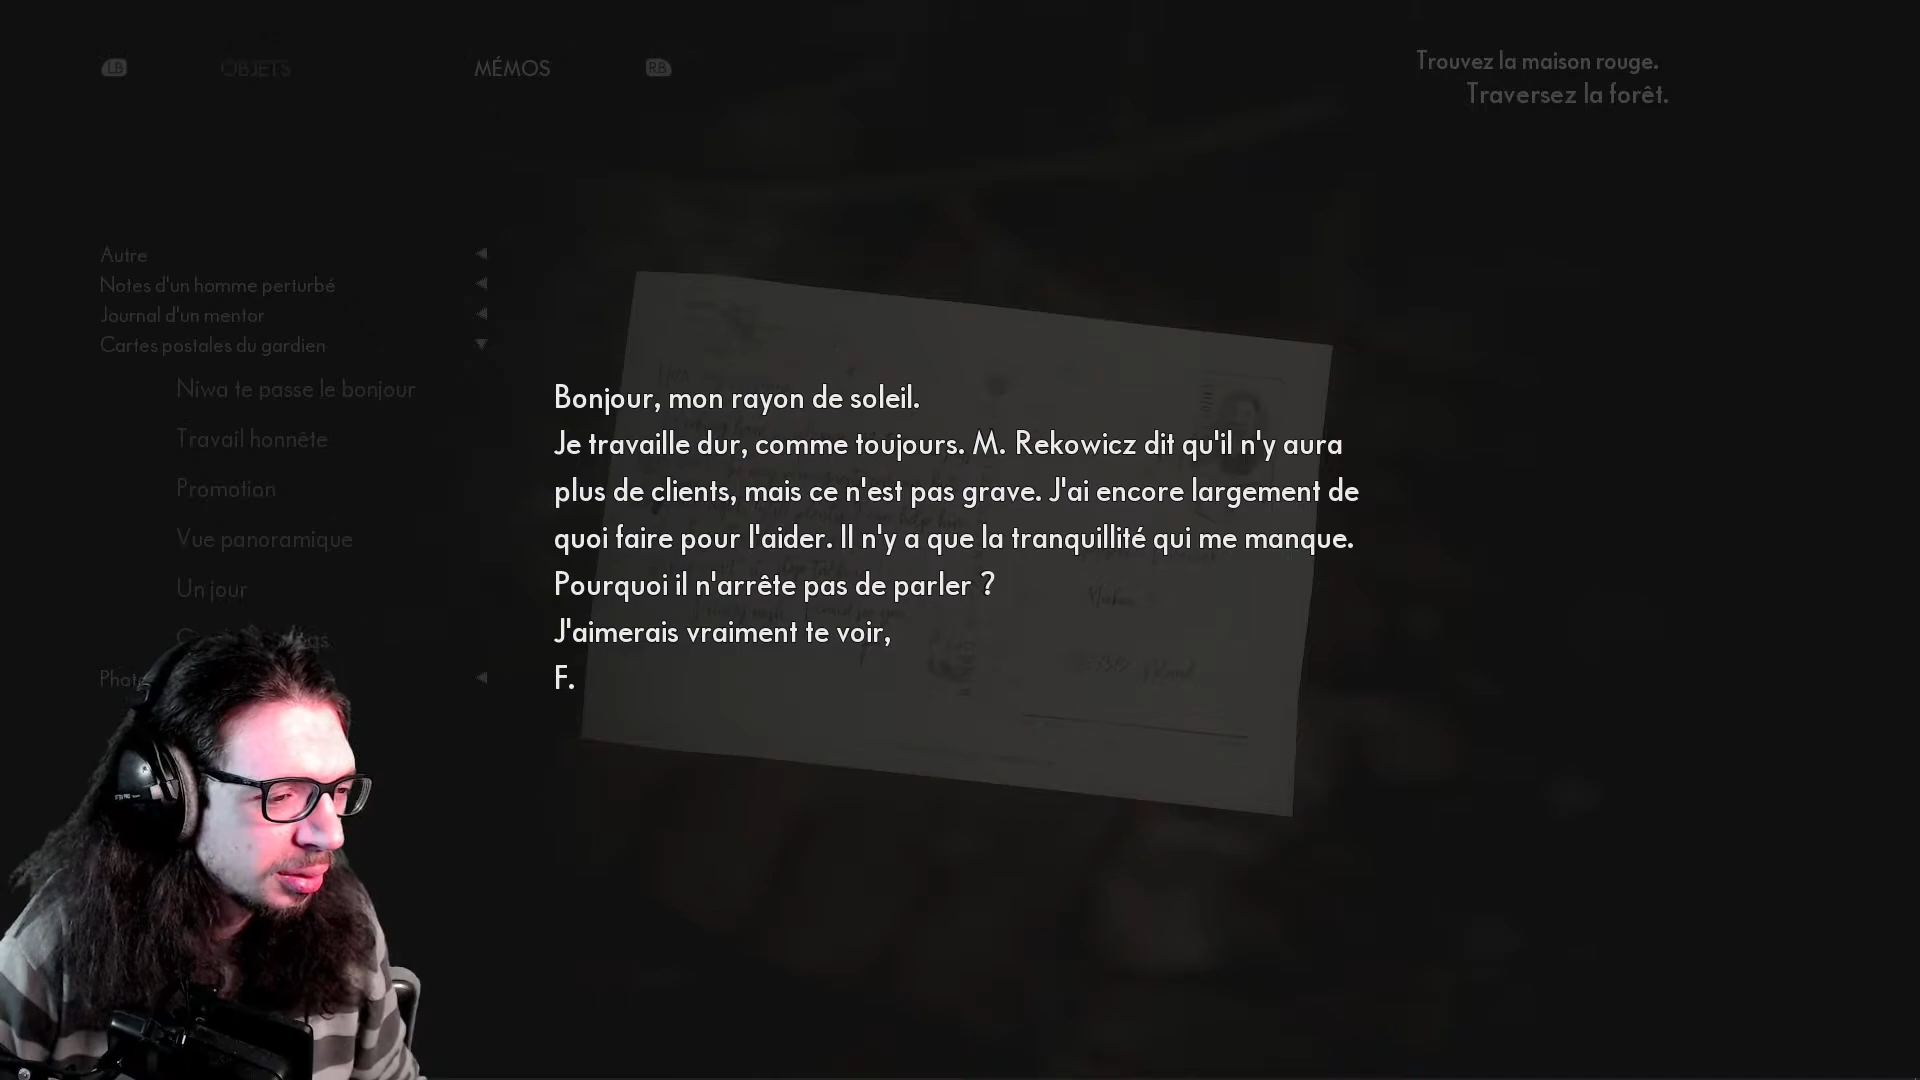 LB OBJETS MÉMOS RB
Trouvez la maison rouge.
Traversez la forêt.
Autre
Notes d'un homme perturbé
Journal d'un mentor
Cartes postales du gardien
Niwa te passe le bonjour
Travail honnête
Promotion
Vue panoramique
Un jour
Bonjour, mon rayon de soleil.
Je travaille dur, comme toujours. M. Rekowicz dit qu'il n'y aura
plus de clients, mais ce n'est pas grave. J'ai encore largement de
quoi faire pour l'aider. Il n'y a que la tranquillité qui me manque.
Pourquoi il n'arrête pas de parler ?
J'aimerais vraiment te voir,
F.
Poland